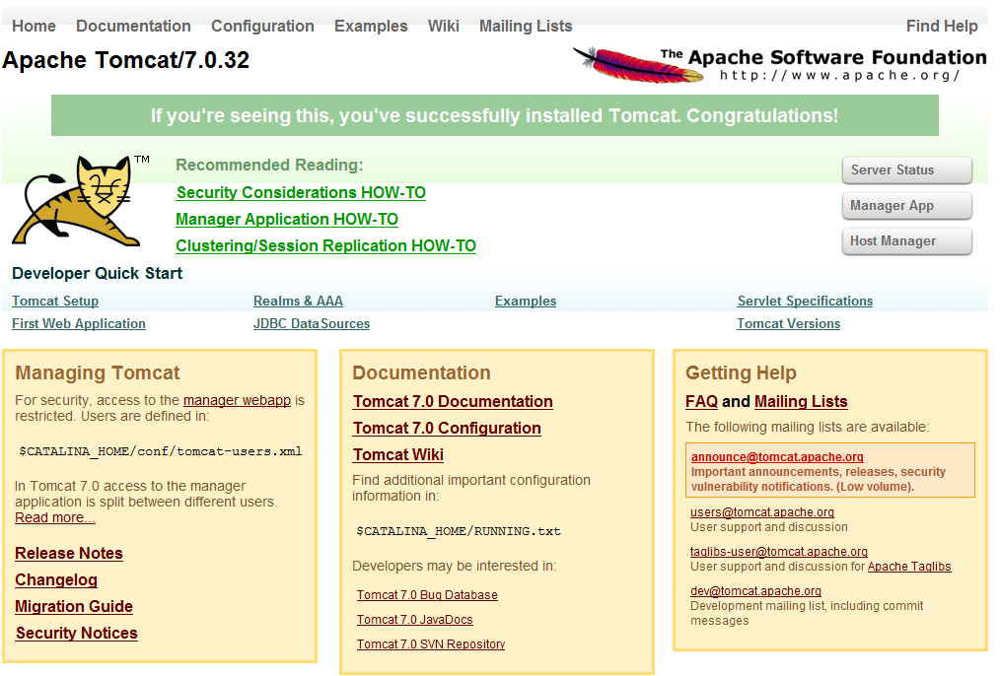 Home Documentation Configuration Examples Wiki Mailing Lists Find Help
Apache Tomcat/7.0.32
The Apache Software Foundation
http://www.apache.org/
If you're seeing this, you've successfully installed Tomcat. Congratulations!
TM
Recommended Reading:
Security Considerations HOW-TO
Manager Application HOW-TO
Clustering/Session Replication HOW-TO
Server Status
Manager App
Host Manager
Developer Quick Start
Tomcat Setup
First Web Application
Realms & AAA
JDBC DataSources
Examples
Servlet Specifications
Tomcat Versions
Managing Tomcat
For security, access to the manager webapp is
restricted. Users are defined in:
$CATALINA_HOME/conf/tomcat-users.xml
In Tomcat 7.0 access to the manager
application is split between different users.
Read more...
Release Notes
Changelog
Migration Guide
Security Notices
Documentation
Tomcat 7.0 Documentation
Tomcat 7.0 Configuration
Tomcat Wiki
Find additional important configuration
information in:
$CATALINA_HOME/RUNNING.txt
Developers may be interested in:
Tomcat 7.0 Bug Database
Tomcat 7.0 JavaDocs
Tomcat 7.0 SVN Repository
Getting Help
FAQ and Mailing Lists
The following mailing lists are available:
announce@tomcat.apache.org
Important announcements, releases, security
vulnerability notifications. (Low volume).
users@tomcat.apache.org
User support and discussion
taglibs-user@tomcat.apache.org
User support and discussion for Apache Taglibs
dev@tomcat.apache.org
Development mailing list, including commit
messages